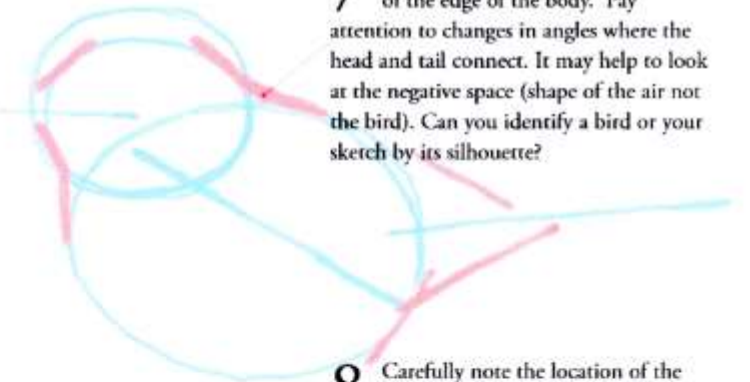 7 of the edge of the body. Pay
attention to changes in angles where the
head and tail connect. It may help to look
at the negative space (shape of the air not
the bird). Can you identify a bird or your
sketch by its silhouette?
8 Carefully note the location of the